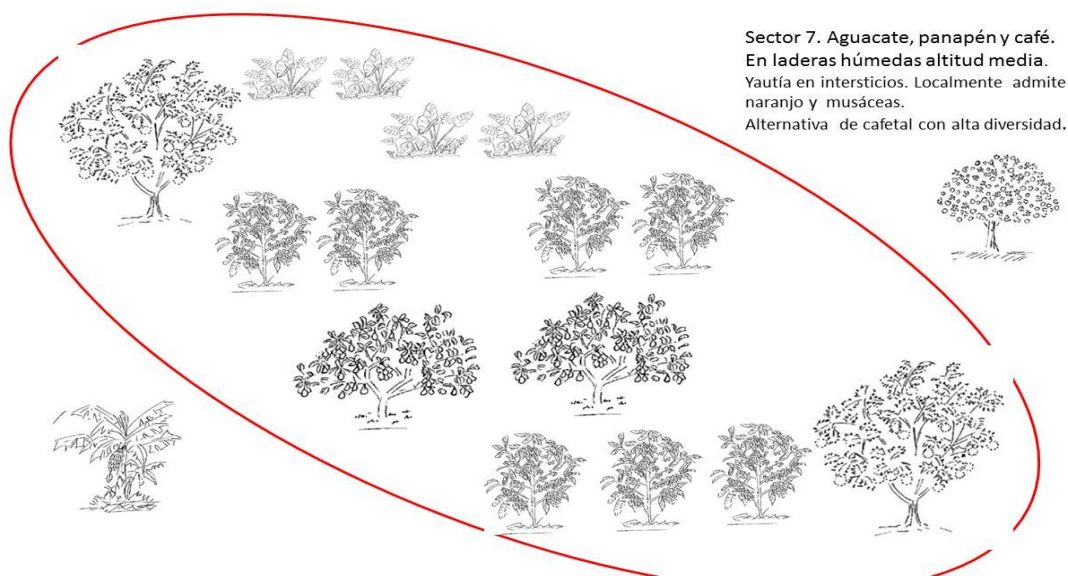 Sector 7. Aguacate, panapén y café.
En laderas húmedas altitud media.
Yautía en intersticios. Localmente admite
naranjo y musáceas.
Alternativa de cafetal con alta diversidad.